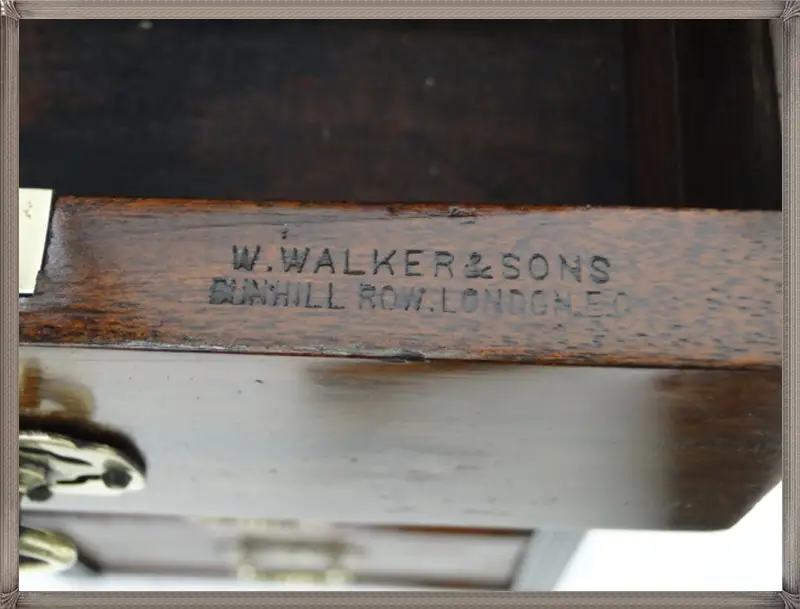 W. WALKER & SONS
BUNHILL ROW. LONDON. E.C